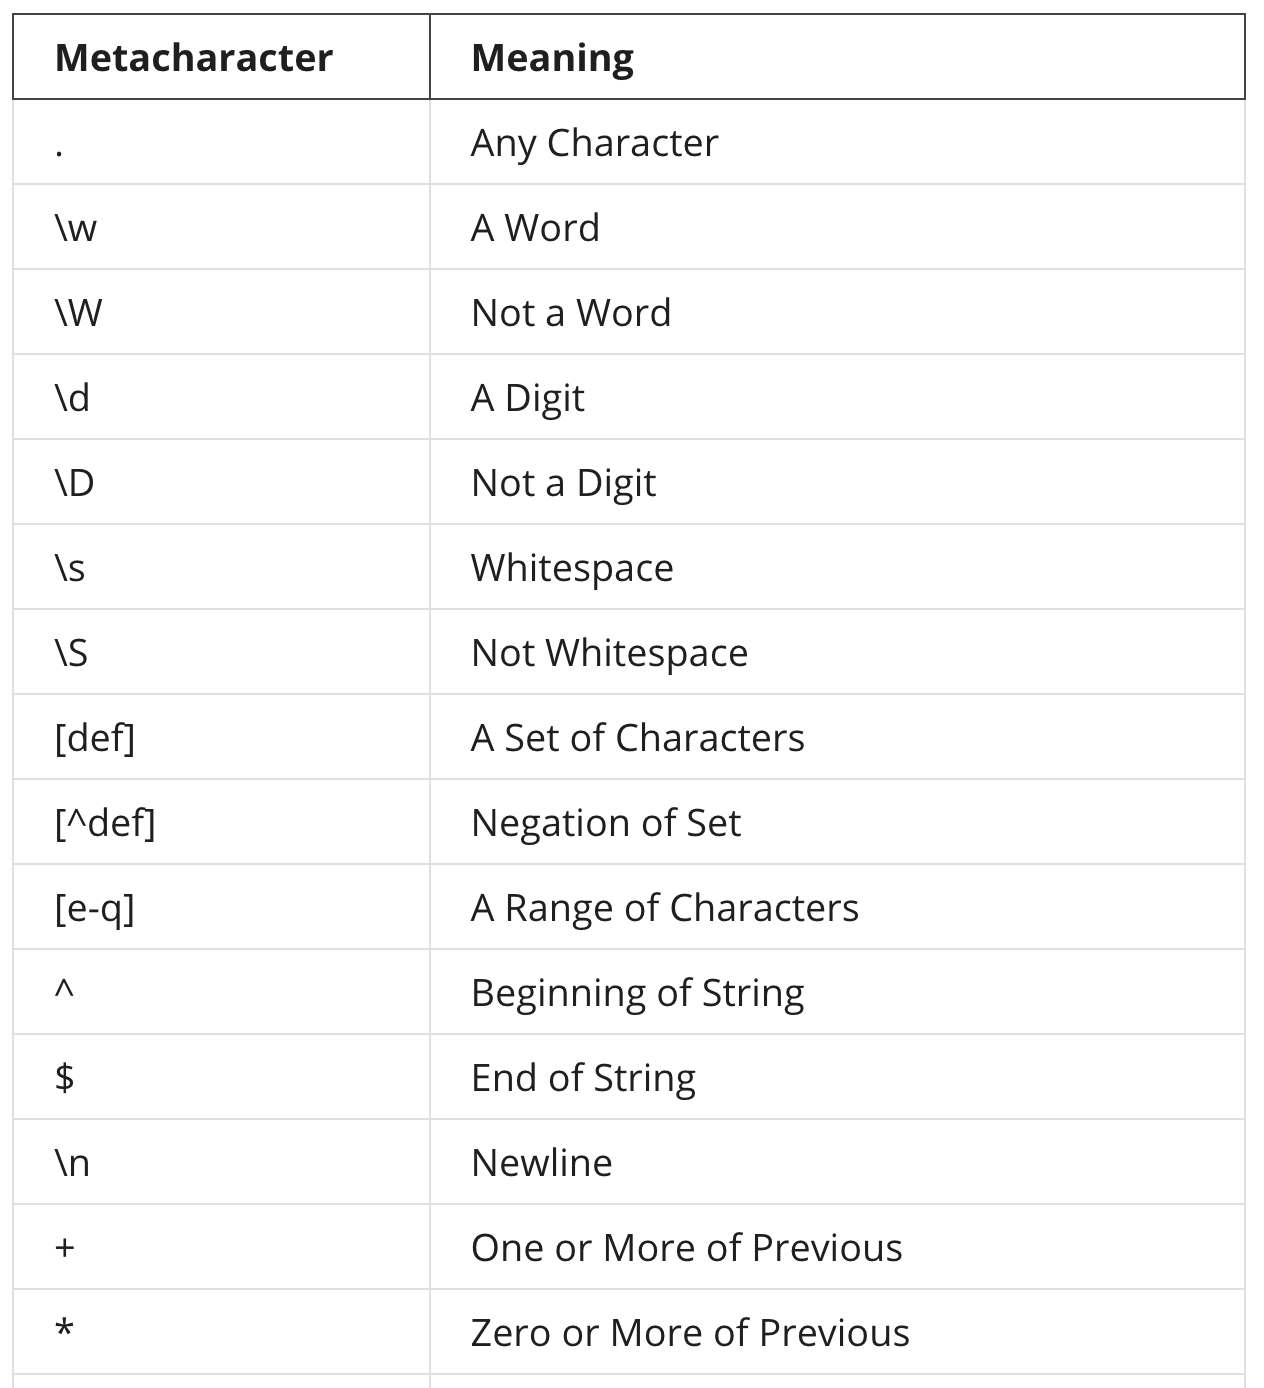 Metacharacter Meaning
. Any Character
\w A Word
\W Not a Word
\d A Digit
\D Not a Digit
\s Whitespace
\S Not Whitespace
[def] A Set of Characters
[^def] Negation of Set
[e-q] A Range of Characters
^ Beginning of String
$ End of String
\n Newline
+ One or More of Previous
* Zero or More of Previous